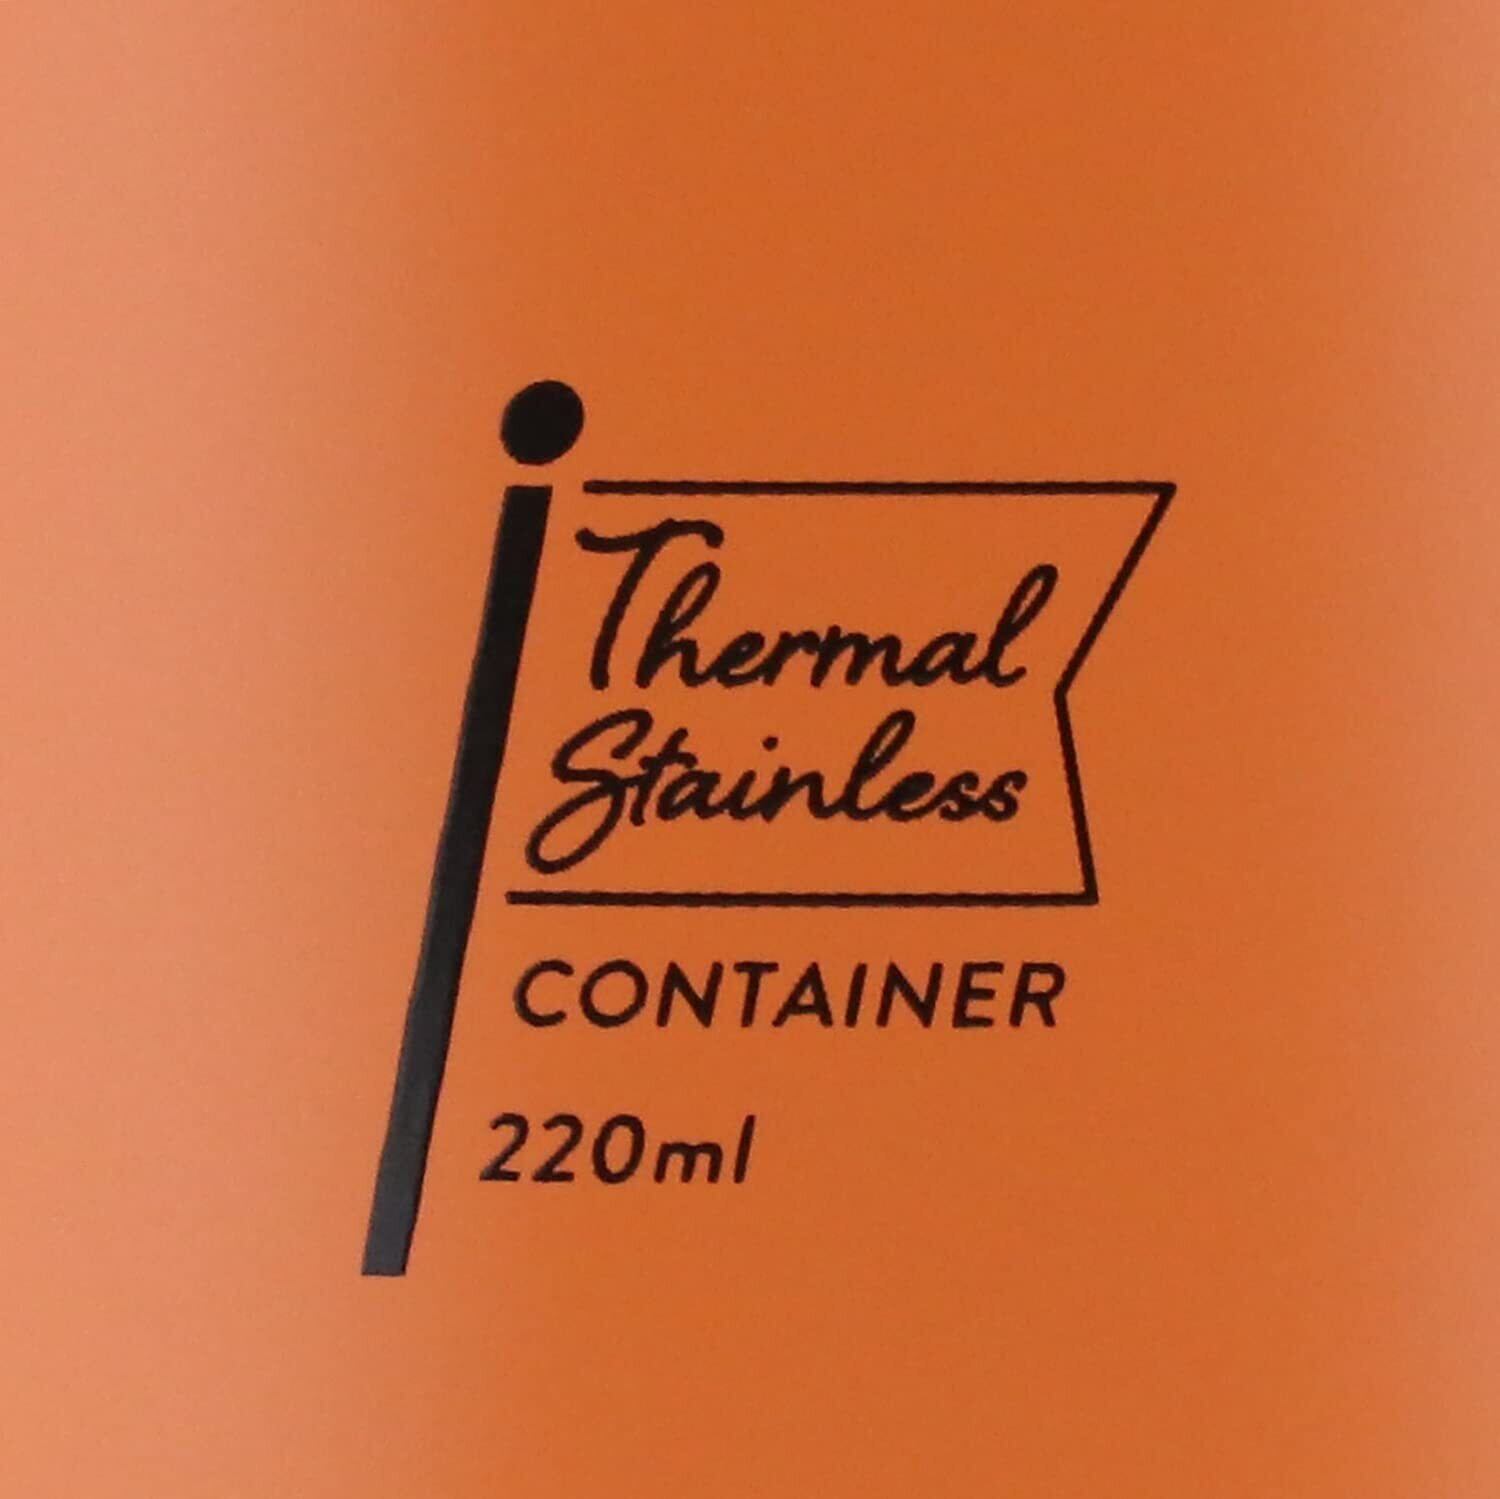 Thermal
Stainless
CONTAINER
220ml